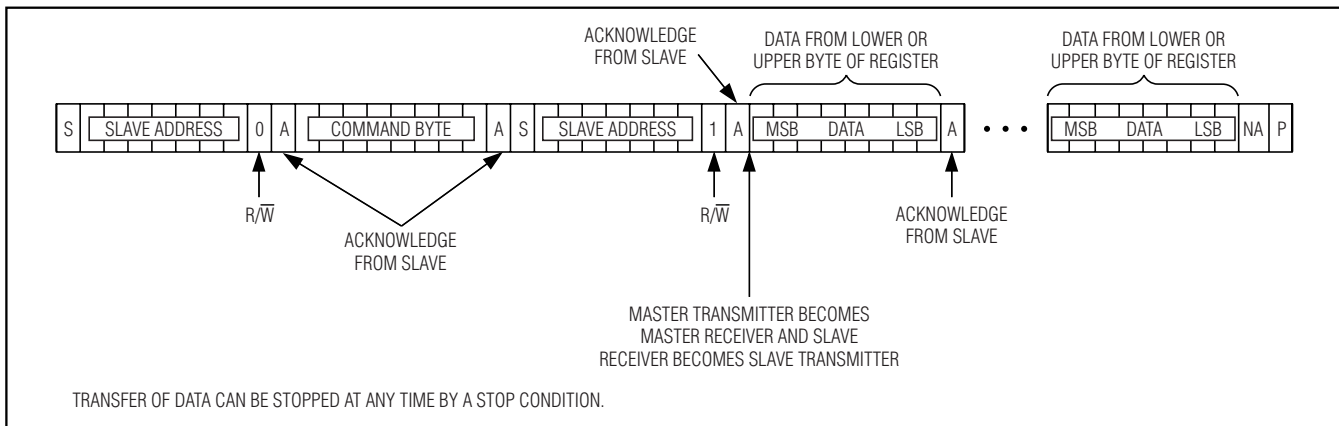 ACKNOWLEDGE
FROM SLAVE
DATA FROM LOWER OR
UPPER BYTE OF REGISTER
DATA FROM LOWER OR
UPPER BYTE OF REGISTER
S SLAVE ADDRESS 0 A COMMAND BYTE A S SLAVE ADDRESS 1 A MSB DATA LSB A • • • MSB DATA LSB NA P
R/W̅
ACKNOWLEDGE
FROM SLAVE
R/W̅
ACKNOWLEDGE
FROM SLAVE
MASTER TRANSMITTER BECOMES
MASTER RECEIVER AND SLAVE
RECEIVER BECOMES SLAVE TRANSMITTER
TRANSFER OF DATA CAN BE STOPPED AT ANY TIME BY A STOP CONDITION.